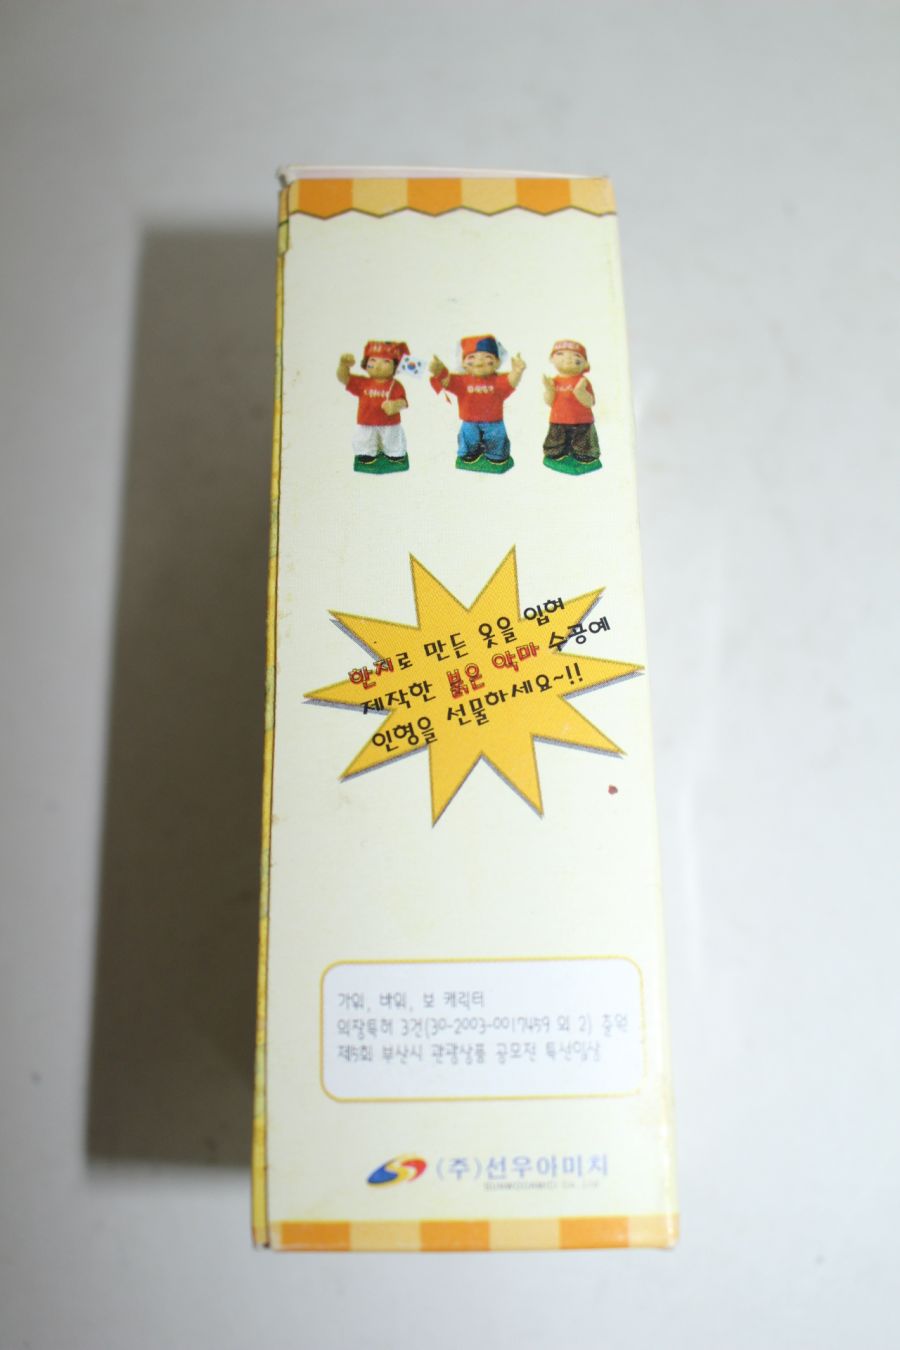 한지로 만든 옷을 입혀
제작한 붉은 악마 수공예
인형을 선물하세요~!!
가위, 바위, 보 캐릭터
의장특허 3건(30-2003-0017459 외 2) 출원
제5회 부산시 관광상품 공모전 특선입상
(주)선우아미치